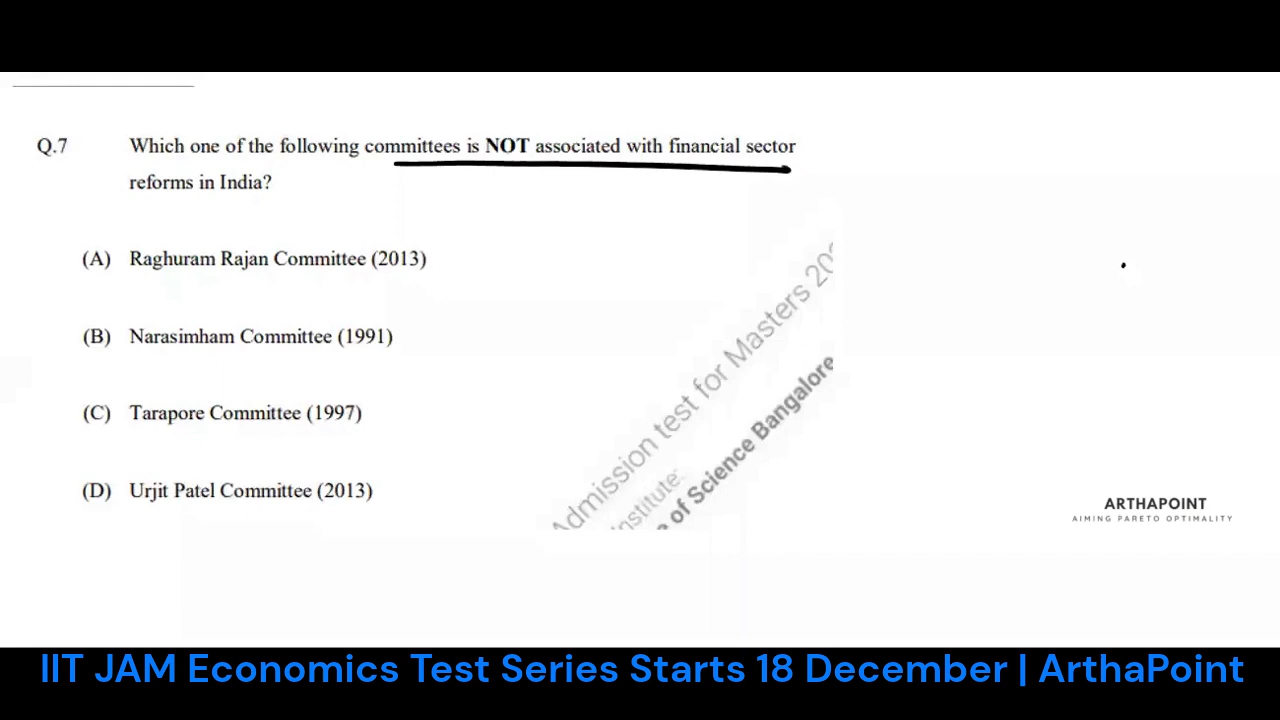 Q.7 Which one of the following committees is NOT associated with financial sector
reforms in India?
(A) Raghuram Rajan Committee (2013)
(B) Narasimham Committee (1991)
(C) Tarapore Committee (1997)
(D) Urjit Patel Committee (2013)
Admission test for Masters
of Science Bangalore
ARTHAPOINT
AIMING PARETO OPTIMALITY
IIT JAM Economics Test Series Starts 18 December | ArthaPoint